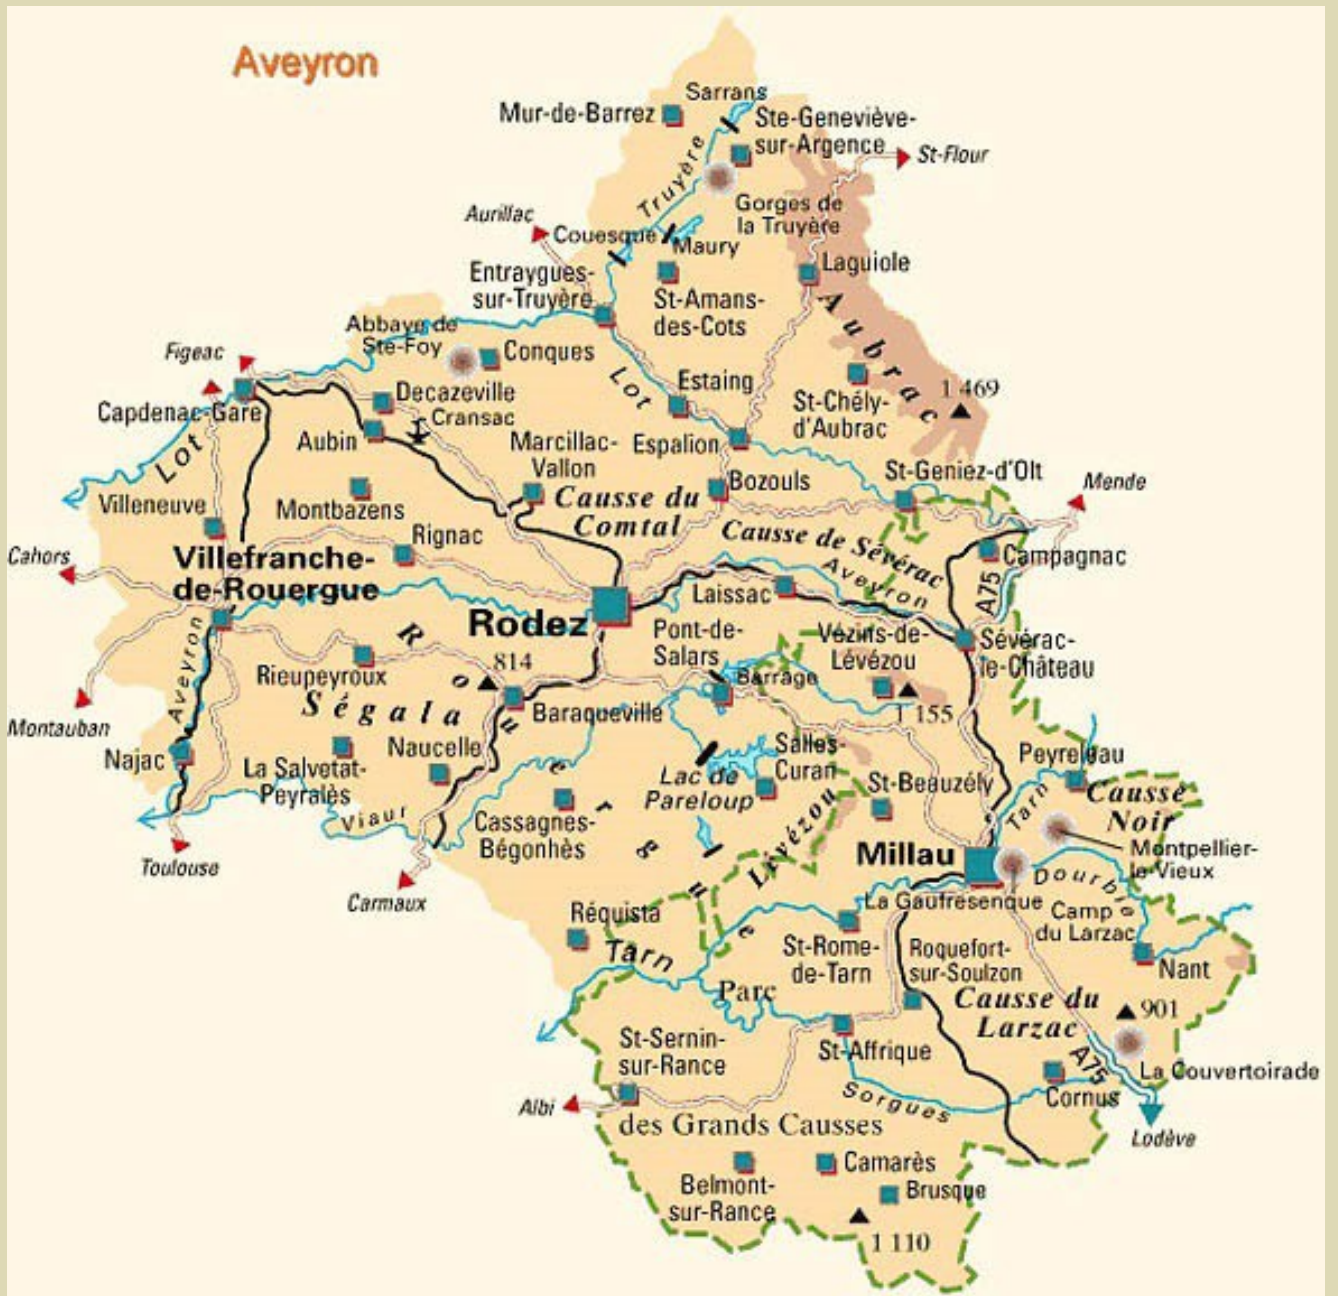 Aveyron
Sarrans
Mur-de-Barrez
Ste-Geneviève-
sur-Argence
St-Flour
Truyère
Gorges de
la Truyère
Aurillac
Couesque
Maury
Laguiole
Entraygues-
sur-Truyère
St-Amans-
des-Cots
Aubrac
Abbaye de
Ste-Foy
Conques
Figeac
Lot
Estaing
1 469
Decazeville
Capdenac-Gare
Cransac
St-Chély-
d'Aubrac
Aubin
Marcillac-
Vallon
Espalion
Lot
St-Geniez-d'Olt
Mende
Bozouls
Villeneuve
Montbazens
Causse du
Comtal
Rignac
Causse de Sévérac
Cahors
Villefranche-
de-Rouergue
Campagnac
Aveyron
A75
Laissac
Rodez
Pont-de-
Salars
Vézins-de-
Lévézou
Sévérac-
le-Château
Aveyron
Rouergue
814
Rieupeyroux
Barrage
Ségala
Baraqueville
1 155
Montauban
Najac
Naucelle
La Salvetat-
Peyralès
Salles-
Curan
Peyreleau
Lac de
Pareloup
St-Beauzély
Causse
Noir
Tarn
Viaur
Cassagnes-
Bégonhès
Lévézou
Millau
Montpellier-
le-Vieux
Toulouse
Dourbie
Carmaux
La Gaufresenque
Camp
du Larzac
Réquista
Tarn
St-Rome-
de-Tarn
Roquefort-
sur-Soulzon
Nant
Parc
Causse du
Larzac
901
St-Sernin-
sur-Rance
St-Affrique
A75
La Couvertoirade
Albi
Sorgues
Cornus
des Grands Causses
Lodève
Camarès
Belmont-
sur-Rance
Brusque
1 110